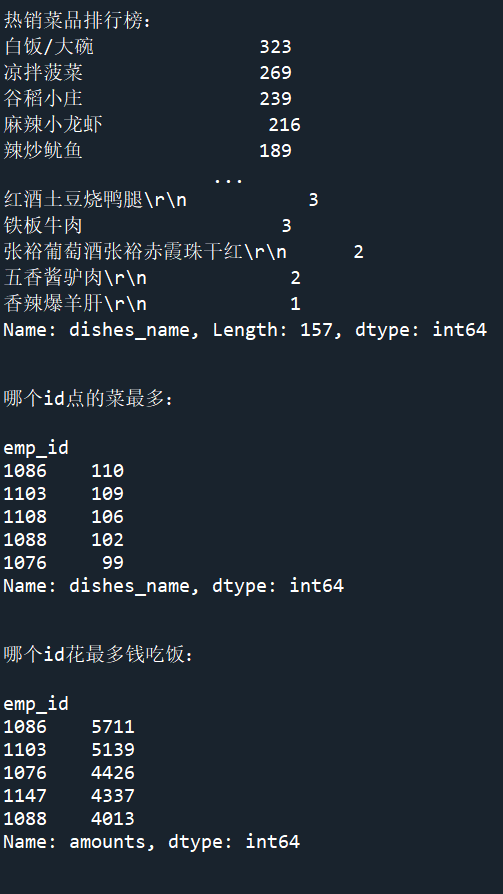 热销菜品排行榜:
白饭/大碗 323
凉拌菠菜 269
谷稻小庄 239
麻辣小龙虾 216
辣炒鱿鱼 189
...
红酒土豆烧鸭腿\r\n 3
铁板牛肉 3
张裕葡萄酒张裕赤霞珠干红\r\n 2
五香酱驴肉\r\n 2
香辣爆羊肝\r\n 1
Name: dishes_name, Length: 157, dtype: int64
哪个id点的菜最多:
emp_id
1086 110
1103 109
1108 106
1088 102
1076 99
Name: dishes_name, dtype: int64
哪个id花最多钱吃饭:
emp_id
1086 5711
1103 5139
1076 4426
1147 4337
1088 4013
Name: amounts, dtype: int64